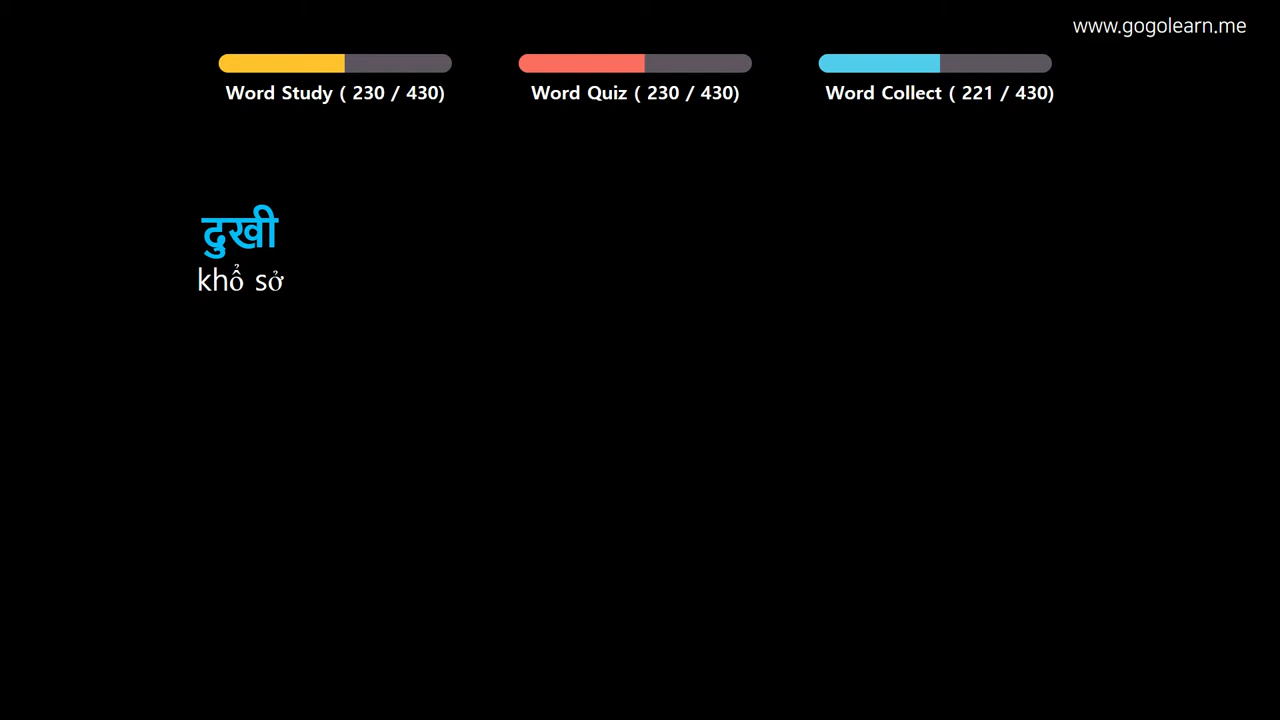 www.gogolearn.me
Word Study ( 230 / 430)
Word Quiz ( 230 / 430)
Word Collect ( 221 / 430)
दुखी
khổ sở